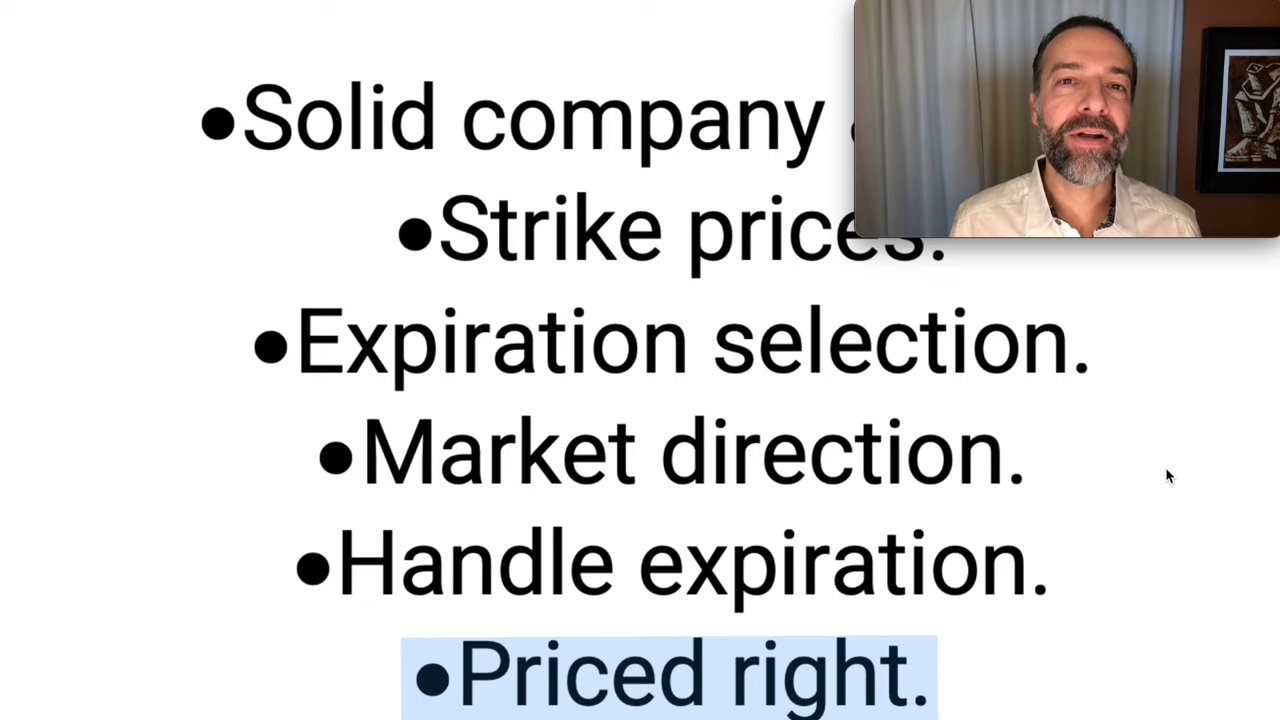 •Solid company
•Strike prices.
•Expiration selection.
•Market direction.
•Handle expiration.
•Priced right.